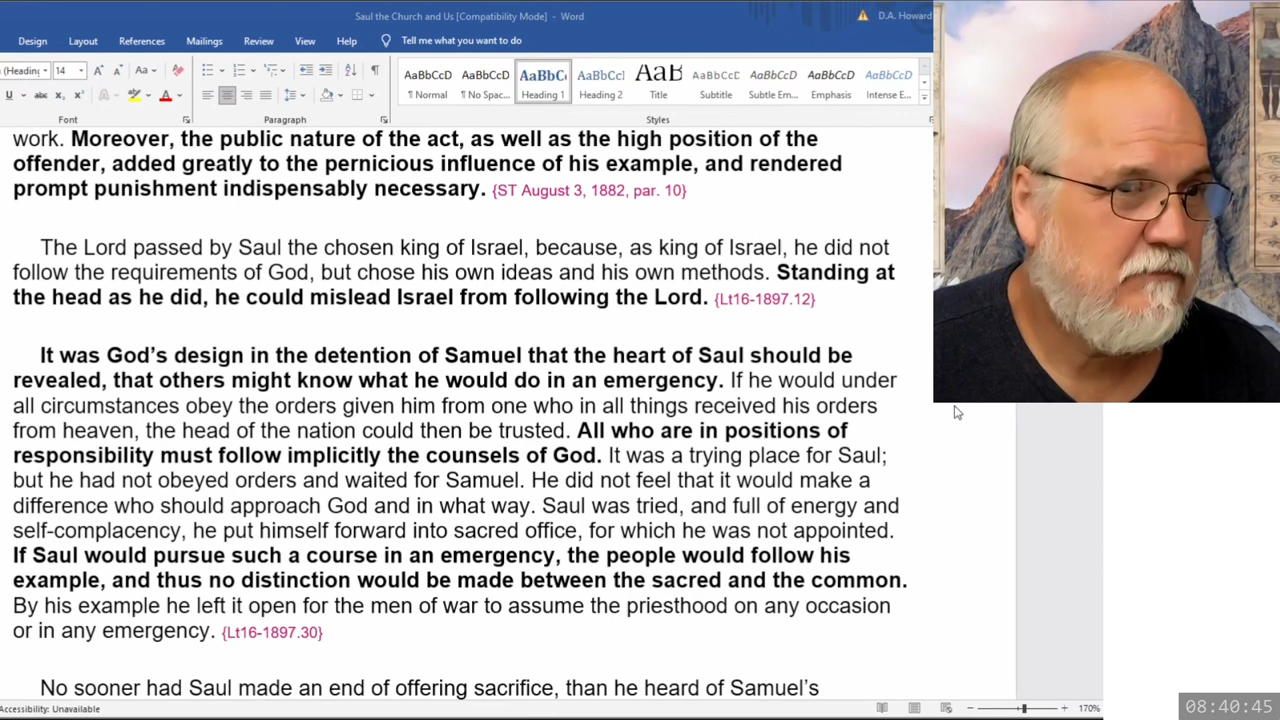 Saul the Church and Us [Compatibility Mode] - Word
D.A. Howard
Design Layout References Mailings Review View Help Tell me what you want to do
(Heading 14 Aa
U abc x₂ x² A A
AaBbCcD AaBbCcD AaBbC AaBbCcI AaB AaBbCcD AaBbCcD AaBbCcD AaBbCcD
¶ Normal ¶ No Spac... Heading 1 Heading 2 Title Subtitle Subtle Em... Emphasis Intense E...
Font Paragraph Styles
work. Moreover, the public nature of the act, as well as the high position of the
offender, added greatly to the pernicious influence of his example, and rendered
prompt punishment indispensably necessary. {ST August 3, 1882, par. 10}
The Lord passed by Saul the chosen king of Israel, because, as king of Israel, he did not
follow the requirements of God, but chose his own ideas and his own methods. Standing at
the head as he did, he could mislead Israel from following the Lord. {Lt16-1897.12}
It was God’s design in the detention of Samuel that the heart of Saul should be
revealed, that others might know what he would do in an emergency. If he would under
all circumstances obey the orders given him from one who in all things received his orders
from heaven, the head of the nation could then be trusted. All who are in positions of
responsibility must follow implicitly the counsels of God. It was a trying place for Saul;
but he had not obeyed orders and waited for Samuel. He did not feel that it would make a
difference who should approach God and in what way. Saul was tried, and full of energy and
self-complacency, he put himself forward into sacred office, for which he was not appointed.
If Saul would pursue such a course in an emergency, the people would follow his
example, and thus no distinction would be made between the sacred and the common.
By his example he left it open for the men of war to assume the priesthood on any occasion
or in any emergency. {Lt16-1897.30}
No sooner had Saul made an end of offering sacrifice, than he heard of Samuel’s
Accessibility: Unavailable
170%
08:40:45